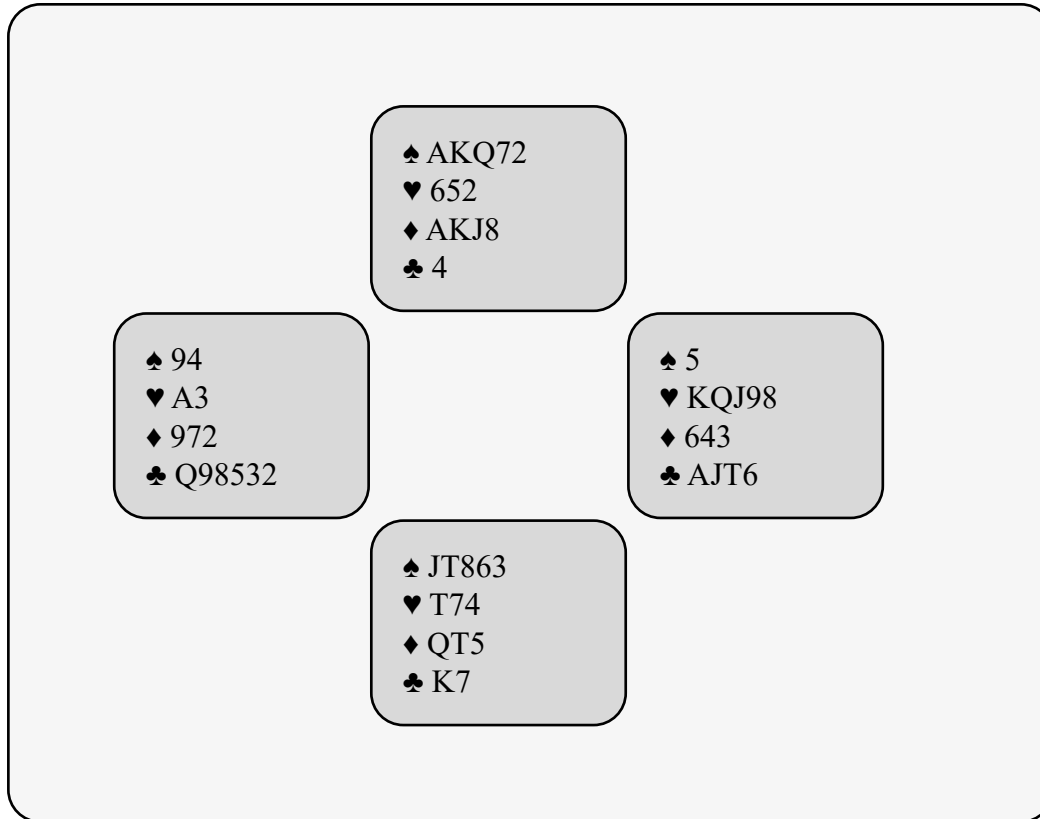 ♠ AKQ72
♥ 652
♦ AKJ8
♣ 4
♠ 94
♥ A3
♦ 972
♣ Q98532
♠ 5
♥ KQJ98
♦ 643
♣ AJT6
♠ JT863
♥ T74
♦ QT5
♣ K7